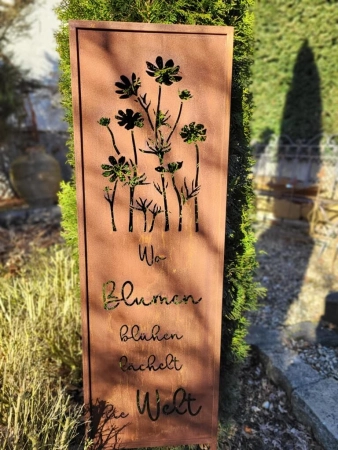 Wo
Blumen
blühen
lächelt
die Welt